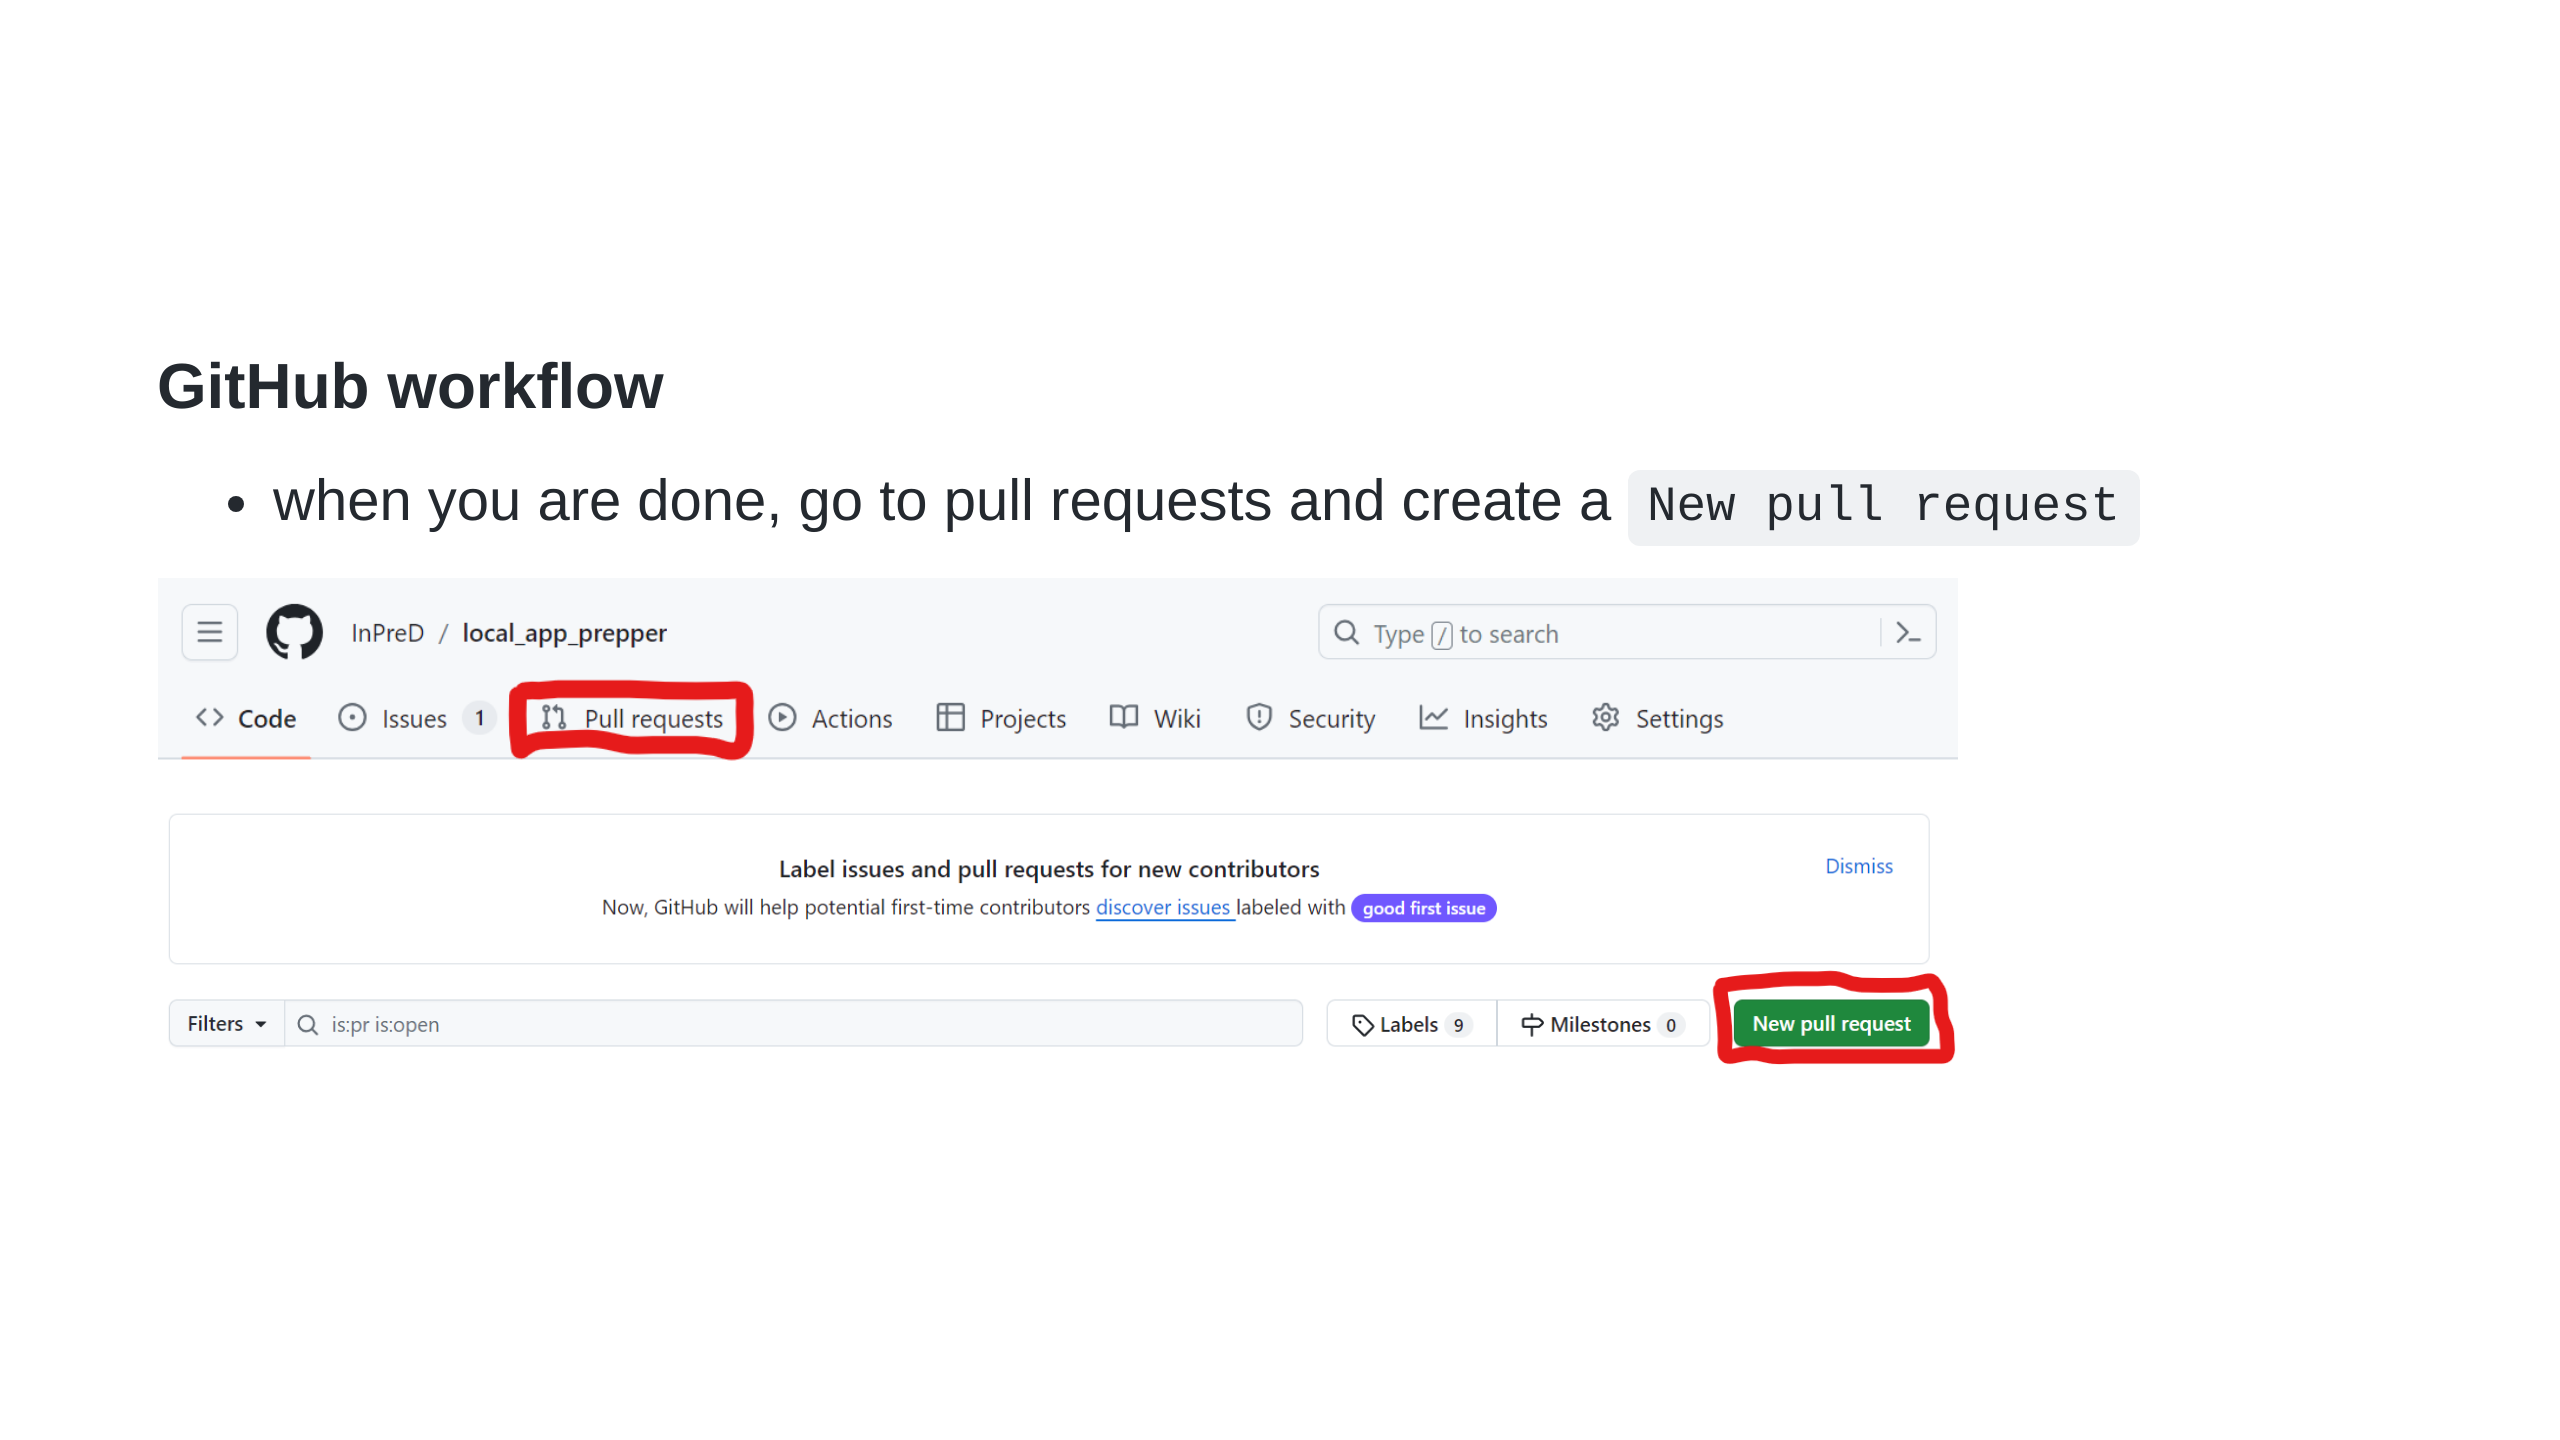 GitHub workflow
• when you are done, go to pull requests and create a New pull request
InPreD / local_app_prepper
Type / to search
Code Issues 1 Pull requests Actions Projects Wiki Security Insights Settings
Label issues and pull requests for new contributors
Dismiss
Now, GitHub will help potential first-time contributors discover issues labeled with good first issue
Filters is:pr is:open Labels 9 Milestones 0 New pull request